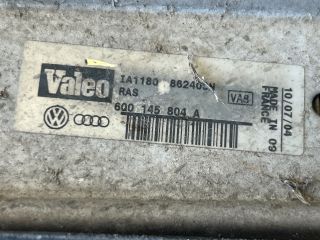 Valeo
IA1180
RAS
6Q0 145 804 A
VAS
10/07/04
MADE IN
FRANCE
09